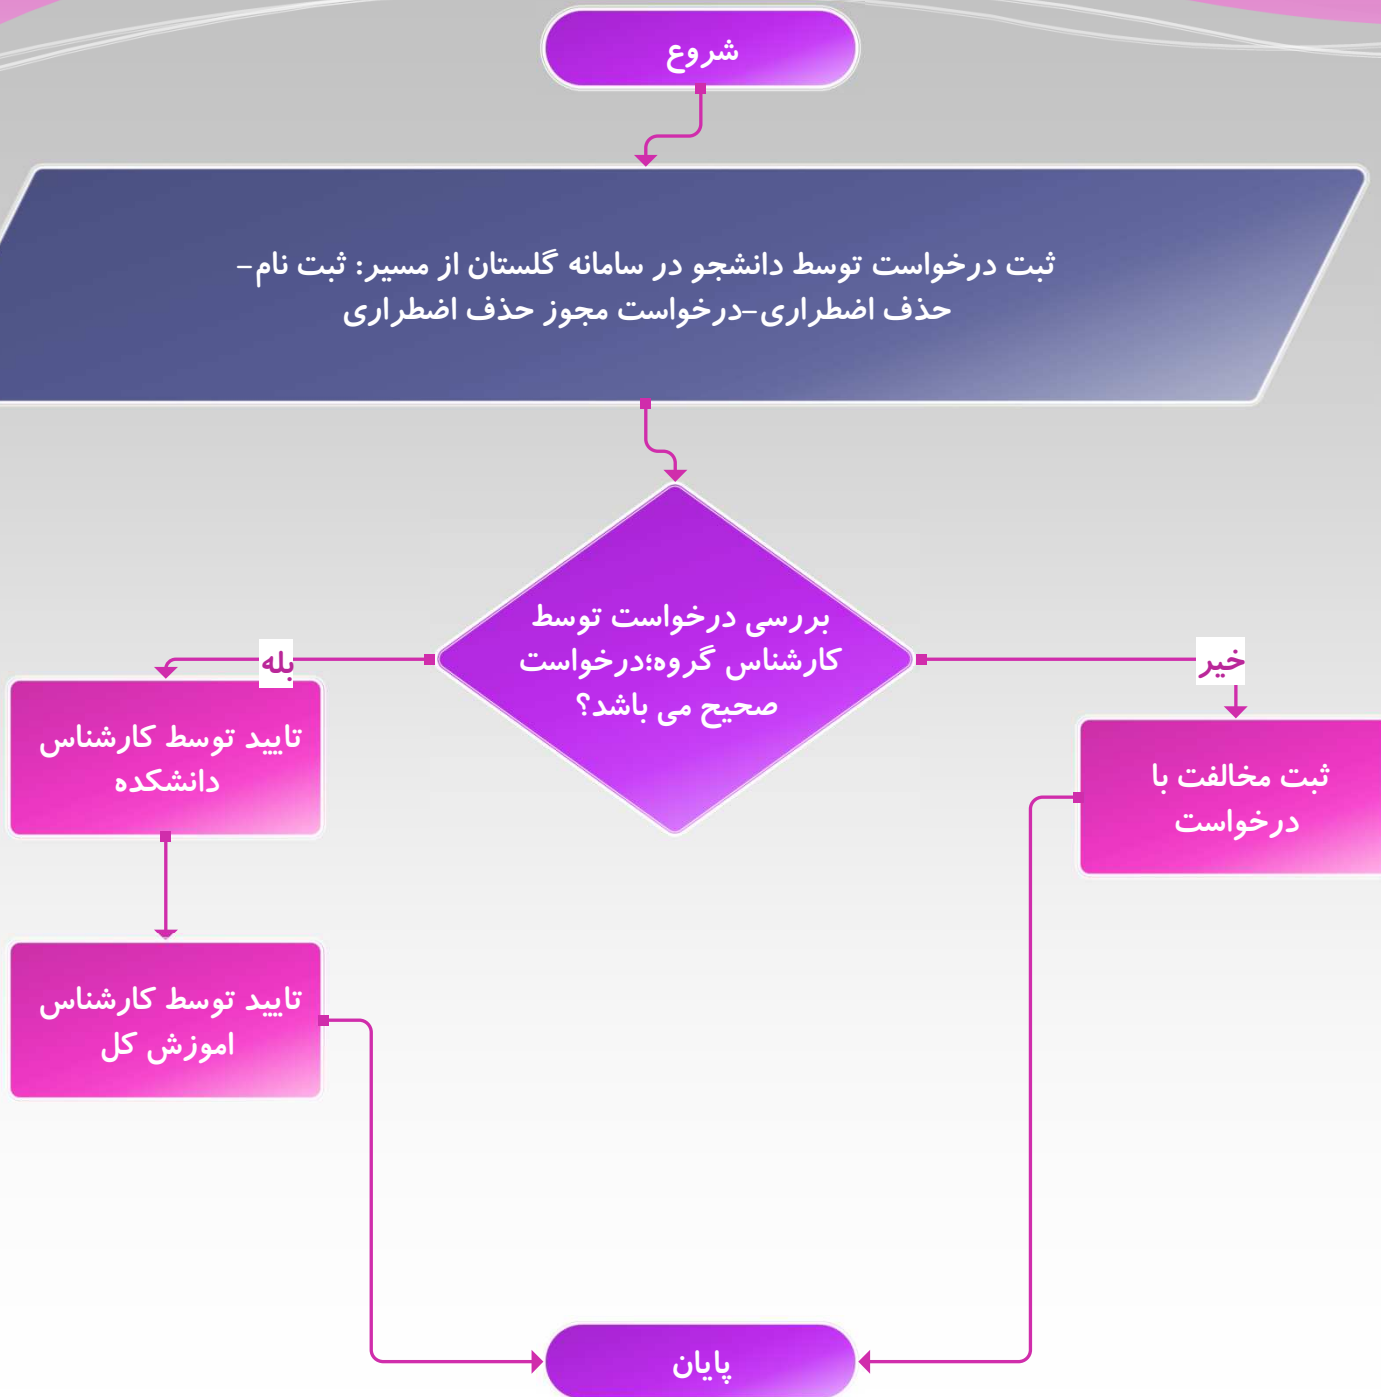 شروع
ثبت درخواست توسط دانشجو در سامانه گلستان از مسیر: ثبت نام-
حذف اضطراری-درخواست مجوز حذف اضطراری
بررسی درخواست توسط
کارشناس گروه؛درخواست
صحیح می باشد؟
خیر
بله
ثبت مخالفت با
درخواست
تایید توسط کارشناس
دانشکده
تایید توسط کارشناس
اموزش کل
پایان